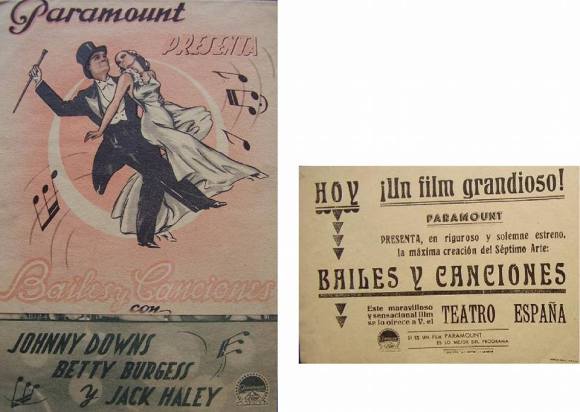 Paramount
PRESENTA
Bailes y Canciones
con
JOHNNY DOWNS
BETTY BURGESS
Y JACK HALEY
Paramount
HOY ¡Un film grandioso!
PARAMOUNT
PRESENTA, en riguroso y solemne estreno,
la máxima creación del Séptimo Arte:
BAILES Y CANCIONES
Este maravilloso
y sensacional film
se lo ofrece a V. el
TEATRO ESPAÑA
SI ES UN FILM PARAMOUNT
ES LO MEJOR DEL PROGRAMA